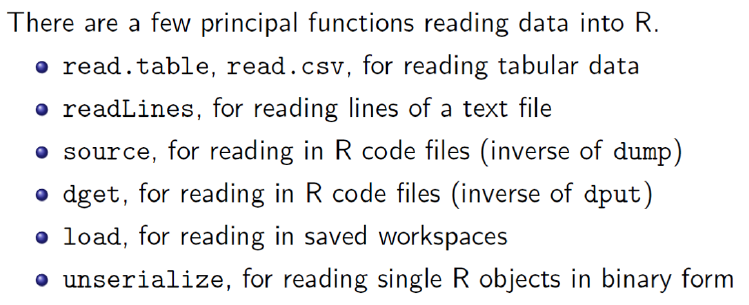 There are a few principal functions reading data into R.
• read.table, read.csv, for reading tabular data
• readLines, for reading lines of a text file
• source, for reading in R code files (inverse of dump)
• dget, for reading in R code files (inverse of dput)
• load, for reading in saved workspaces
• unserialize, for reading single R objects in binary form